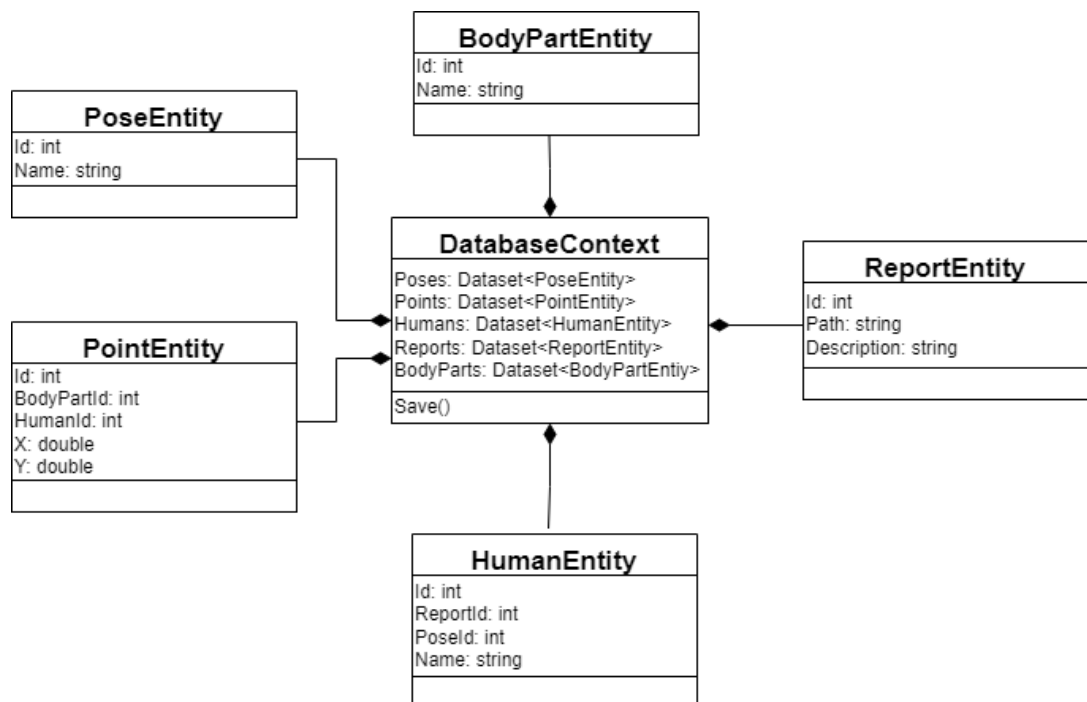 BodyPartEntity
Id: int
Name: string
PoseEntity
Id: int
Name: string
DatabaseContext
Poses: Dataset<PoseEntity>
Points: Dataset<PointEntity>
Humans: Dataset<HumanEntity>
Reports: Dataset<ReportEntity>
BodyParts: Dataset<BodyPartEntiy>
Save()
ReportEntity
Id: int
Path: string
Description: string
PointEntity
Id: int
BodyPartId: int
HumanId: int
X: double
Y: double
HumanEntity
Id: int
ReportId: int
PoseId: int
Name: string